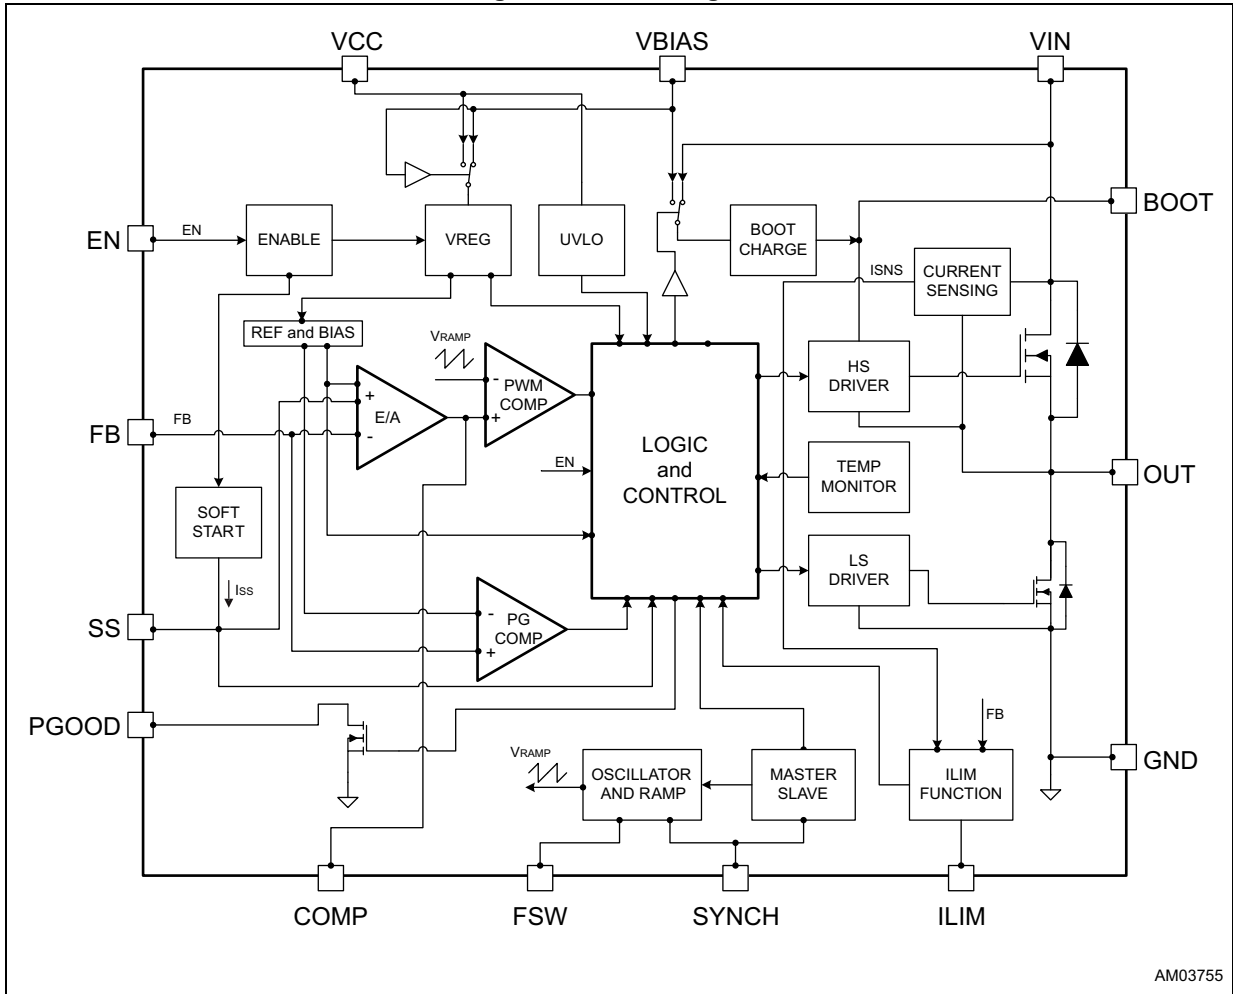 VCC
VBIAS
VIN
BOOT
EN
EN
ENABLE
VREG
UVLO
BOOT
CHARGE
ISNS
CURRENT
SENSING
REF and BIAS
VRAMP
-
PWM
COMP
+
HS
DRIVER
+
E/A
-
FB
FB
LOGIC
and
CONTROL
EN
TEMP
MONITOR
OUT
SOFT
START
ISS
LS
DRIVER
SS
-
PG
COMP
+
PGOOD
FB
VRAMP
OSCILLATOR
AND RAMP
MASTER
SLAVE
ILIM
FUNCTION
GND
COMP
FSW
SYNCH
ILIM
AM03755